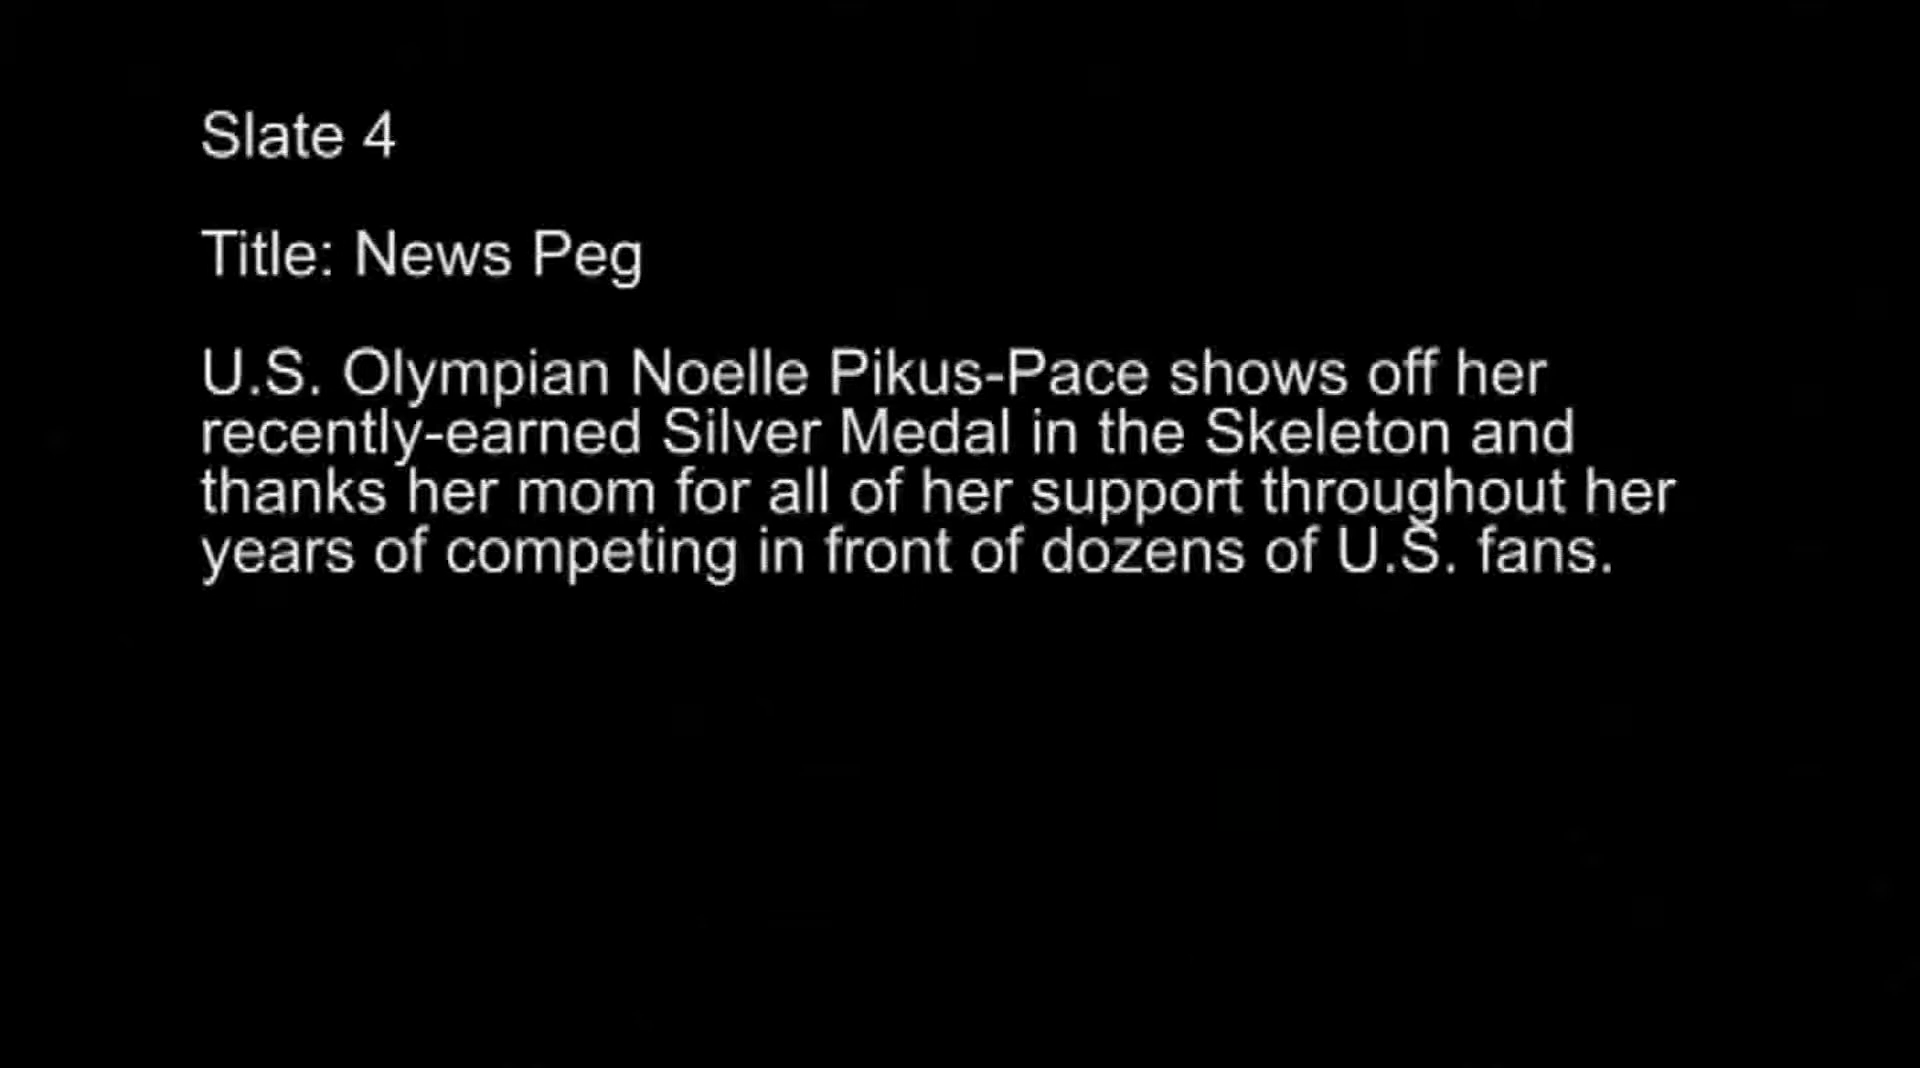 Slate 4
Title: News Peg
U.S. Olympian Noelle Pikus-Pace shows off her
recently-earned Silver Medal in the Skeleton and
thanks her mom for all of her support throughout her
years of competing in front of dozens of U.S. fans.